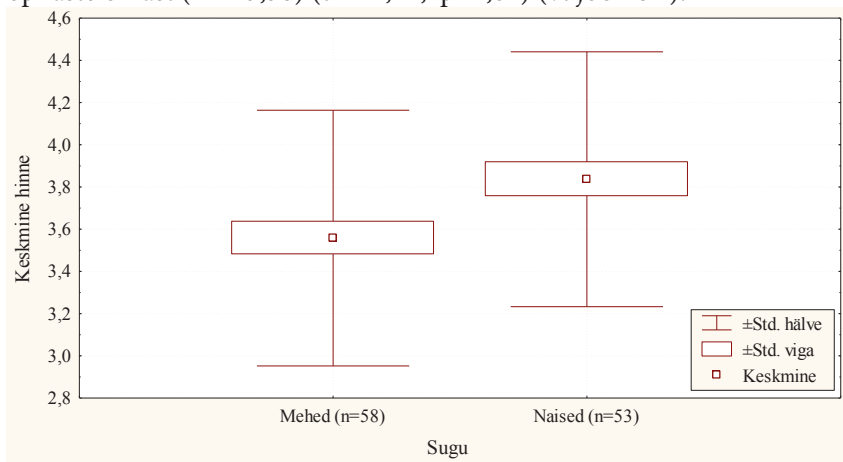 4,6
4,4
4,2
4,0
3,8
3,6
3,4
3,2
3,0
2,8
Keskmine hinne
±Std. hälve
±Std. viga
Keskmine
Mehed (n=58)
Naised (n=53)
Sugu